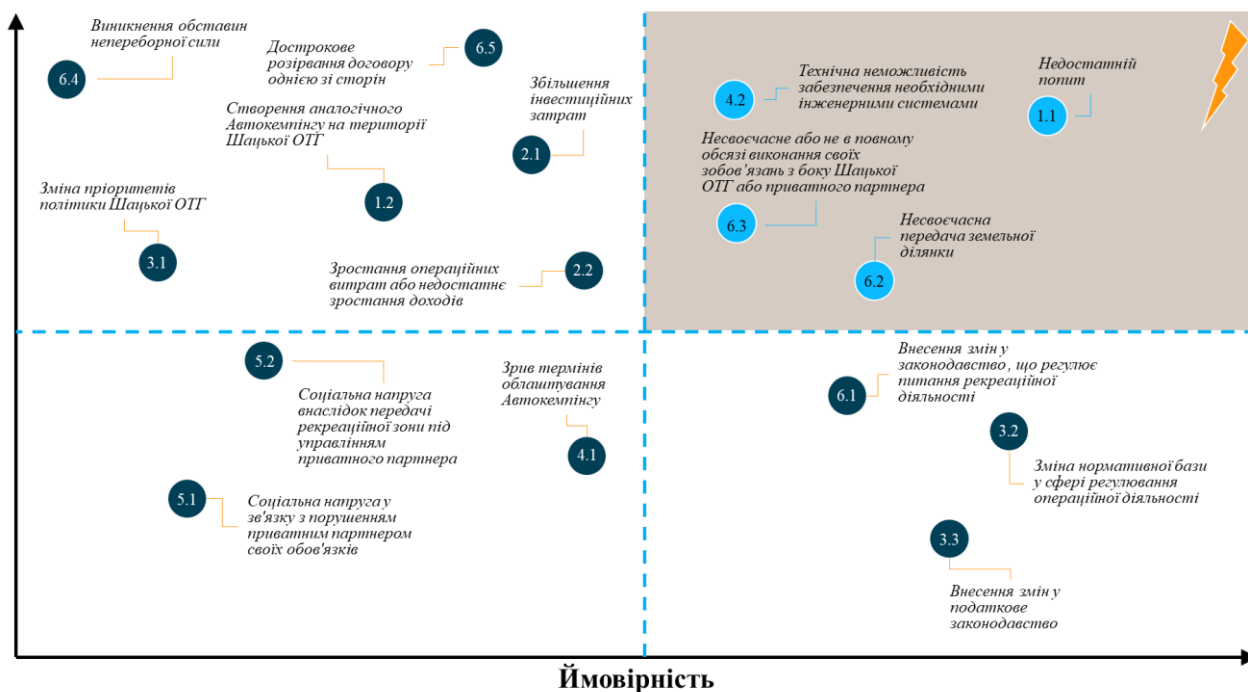 Виникнення обставин
непереборної сили
6.4
Дострокове
розірвання договору
однією зі сторін
6.5
Створення аналогічного
Автокемпінгу на території
Шацької ОТГ
1.2
Збільшення
інвестиційних
затрат
2.1
Зміна пріоритетів
політики Шацької ОТГ
3.1
Зростання операційних
витрат або недостатнє
зростання доходів
2.2
Технічна неможливість
забезпечення необхідними
інженерними системами
4.2
Недостатній
попит
1.1
Несвоєчасне або не в повному
обсязі виконання своїх
зобов’язань з боку Шацької
ОТГ або приватного партнера
6.3
Несвоєчасна
передача земельної
ділянки
6.2
5.2
Соціальна напруга
внаслідок передачі
рекреаційної зони під
управлінням
приватного партнера
Зрив термінів
облаштування
Автокемпінгу
4.1
5.1
Соціальна напруга у
зв'язку з порушенням
приватним партнером
своїх обов'язків
Внесення змін у
законодавство, що регулює
питання рекреаційної
діяльності
6.1
3.2
Зміна нормативної бази
у сфері регулювання
операційної діяльності
3.3
Внесення змін у
податкове
законодавство
Ймовірність